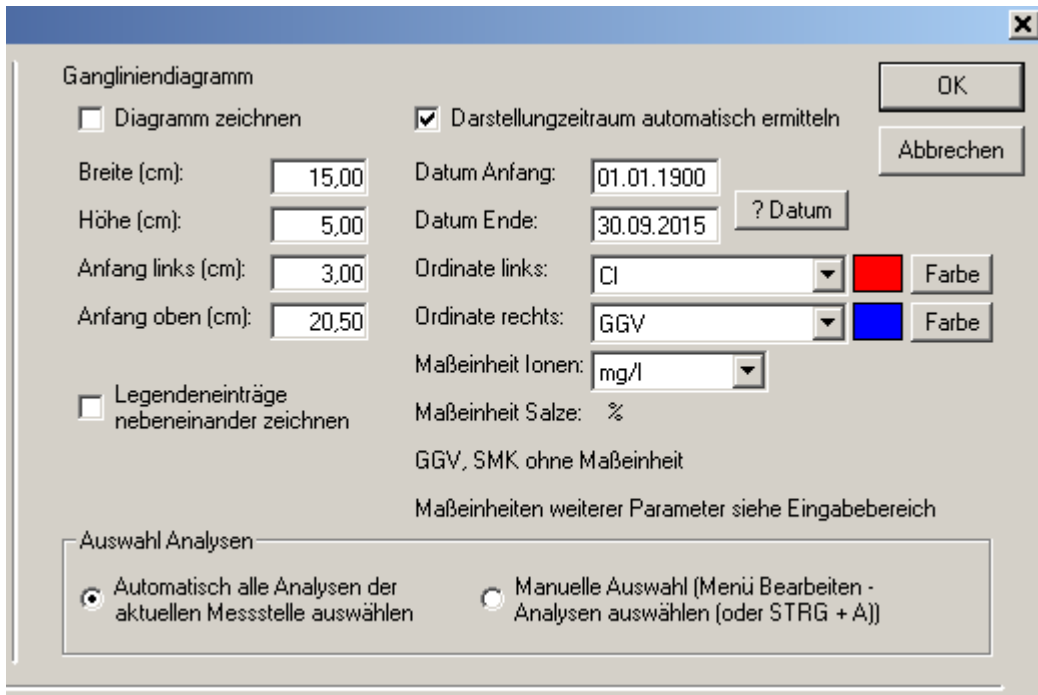 Gangliniendiagramm
OK
Diagramm zeichnen
Darstellungzeitraum automatisch ermitteln
Abbrechen
Breite (cm): 15,00
Datum Anfang: 01.01.1900
Höhe (cm): 5,00
Datum Ende: 30.09.2015
? Datum
Anfang links (cm): 3,00
Ordinate links: Cl
Farbe
Anfang oben (cm): 20,50
Ordinate rechts: GGV
Farbe
Maßeinheit Ionen: mg/l
Legendeneinträge
nebeneinander zeichnen
Maßeinheit Salze: %
GGV, SMK ohne Maßeinheit
Maßeinheiten weiterer Parameter siehe Eingabebereich
Auswahl Analysen
Automatisch alle Analysen der
aktuellen Messstelle auswählen
Manuelle Auswahl (Menü Bearbeiten -
Analysen auswählen (oder STRG + A))